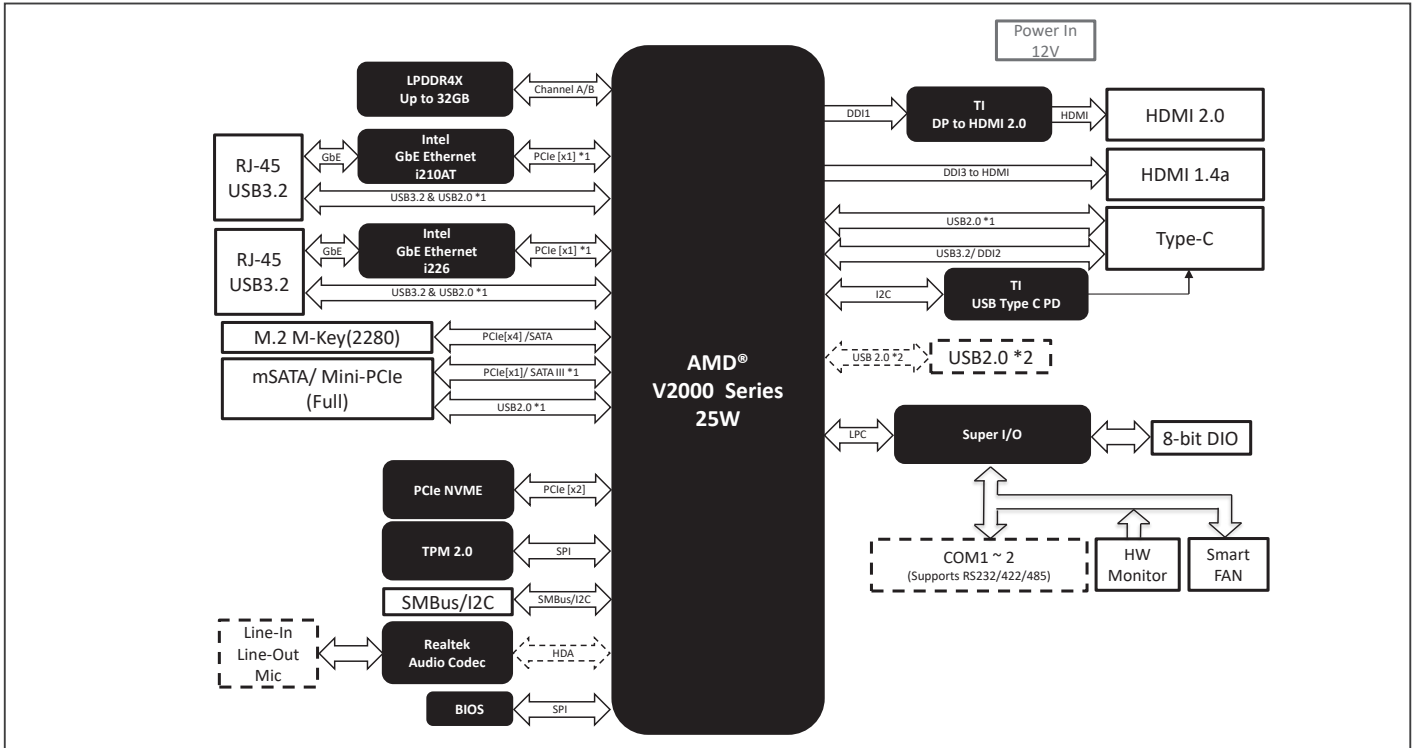 Power In
12V
LPDDR4X
Up to 32GB
Channel A/B
RJ-45
USB3.2
GbE
Intel
GbE Ethernet
i210AT
PCIe [x1] *1
USB3.2 & USB2.0 *1
RJ-45
USB3.2
GbE
Intel
GbE Ethernet
i226
PCIe [x1] *1
USB3.2 & USB2.0 *1
M.2 M-Key(2280)
PCIe[x4] /SATA
mSATA/ Mini-PCIe
(Full)
PCIe[x1]/ SATA III *1
USB2.0 *1
PCIe NVME
PCIe [x2]
TPM 2.0
SPI
SMBus/I2C
SMBus/I2C
Line-In
Line-Out
Mic
Realtek
Audio Codec
HDA
BIOS
SPI
AMD®
V2000 Series
25W
DDI1
TI
DP to HDMI 2.0
HDMI
HDMI 2.0
DDI3 to HDMI
HDMI 1.4a
USB2.0 *1
USB3.2/ DDI2
Type-C
I2C
TI
USB Type C PD
USB 2.0 *2
USB2.0 *2
LPC
Super I/O
8-bit DIO
COM1 ~ 2
(Supports RS232/422/485)
HW
Monitor
Smart
FAN